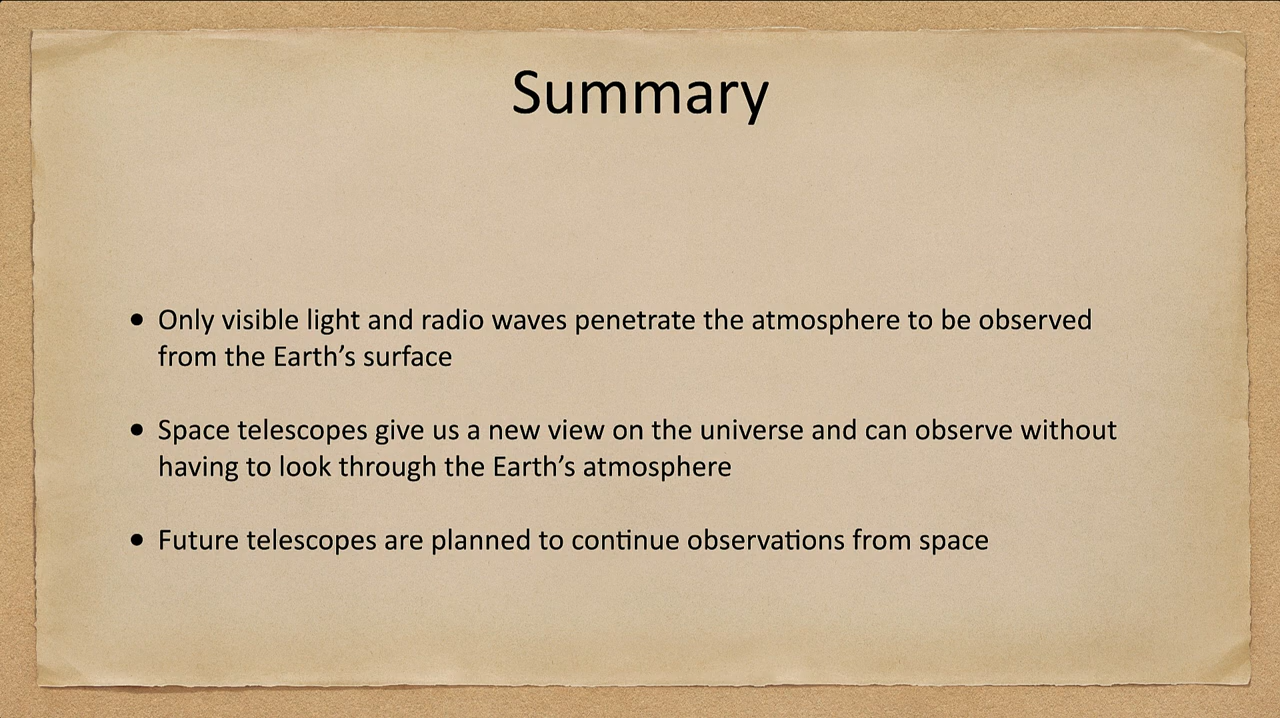 Summary
• Only visible light and radio waves penetrate the atmosphere to be observed
from the Earth’s surface
• Space telescopes give us a new view on the universe and can observe without
having to look through the Earth’s atmosphere
• Future telescopes are planned to continue observations from space